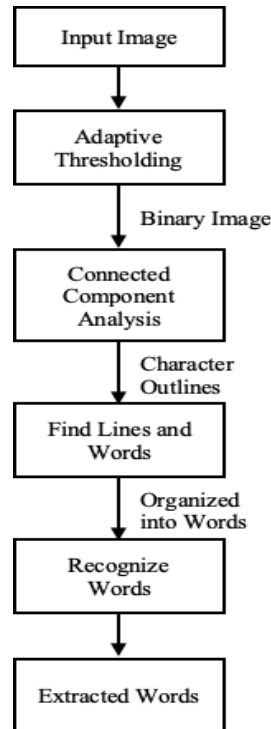 Input Image
Adaptive
Thresholding
Binary Image
Connected
Component
Analysis
Character
Outlines
Find Lines and
Words
Organized
into Words
Recognize
Words
Extracted Words